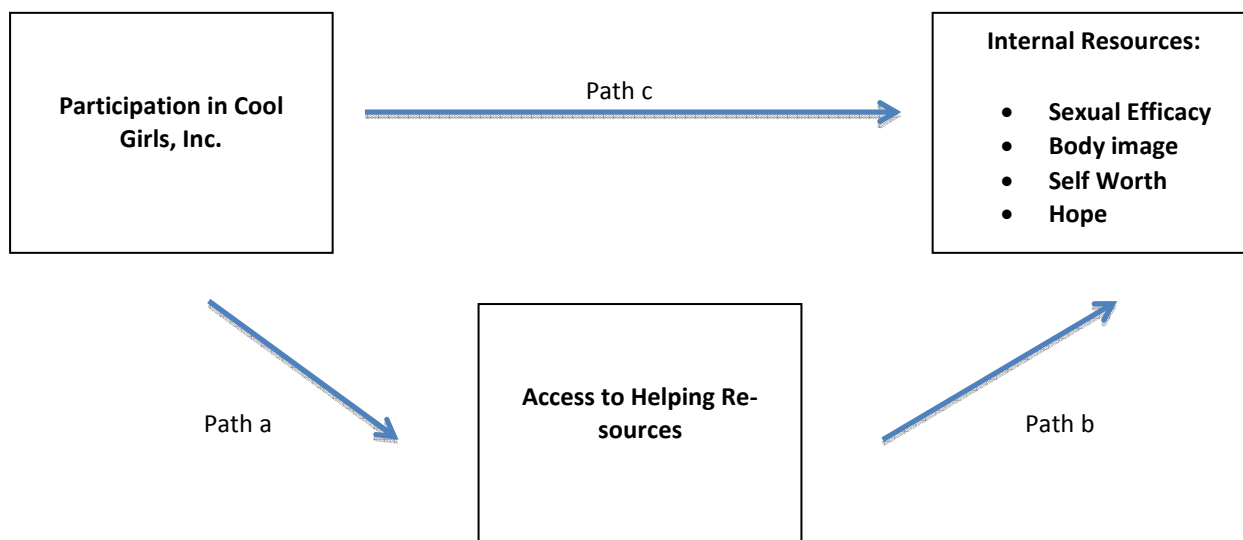 Participation in Cool
Girls, Inc.
Path c
Internal Resources:
• Sexual Efficacy
• Body image
• Self Worth
• Hope
Path a
Access to Helping Re-
sources
Path b